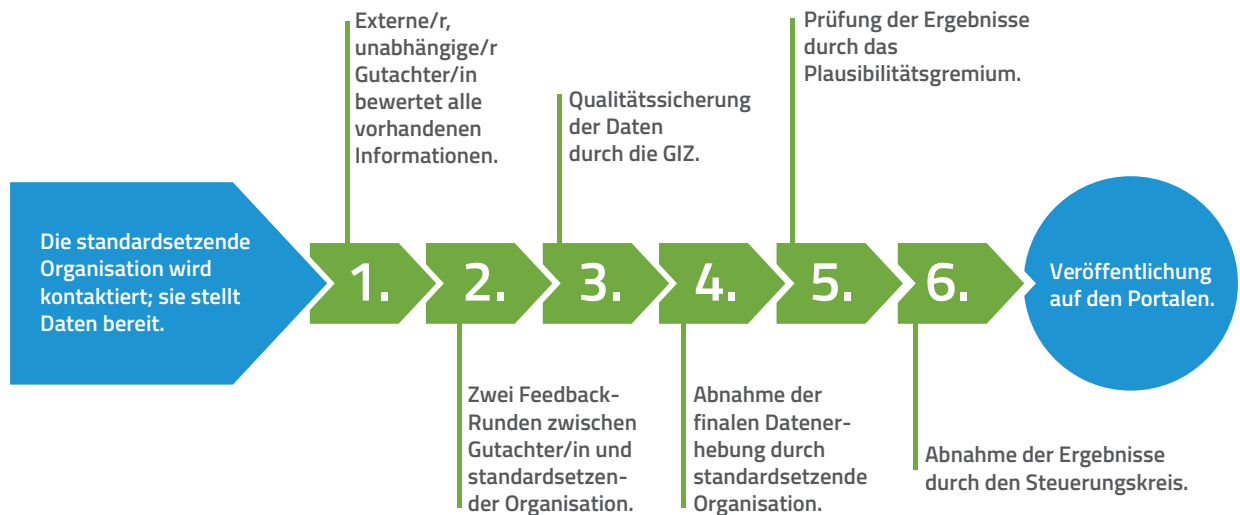 Die standardsetzende
Organisation wird
kontaktiert; sie stellt
Daten bereit.
1.
Externe/r,
unabhängige/r
Gutachter/in
bewertet alle
vorhandenen
Informationen.
2.
Zwei Feedback-
Runden zwischen
Gutachter/in und
standardsetzen-
der Organisation.
3.
Qualitätssicherung
der Daten
durch die GIZ.
4.
Abnahme der
finalen Datener-
hebung durch
standardsetzende
Organisation.
5.
Prüfung der Ergebnisse
durch das
Plausibilitätsgremium.
6.
Abnahme der Ergebnisse
durch den Steuerungskreis.
Veröffentlichung
auf den Portalen.